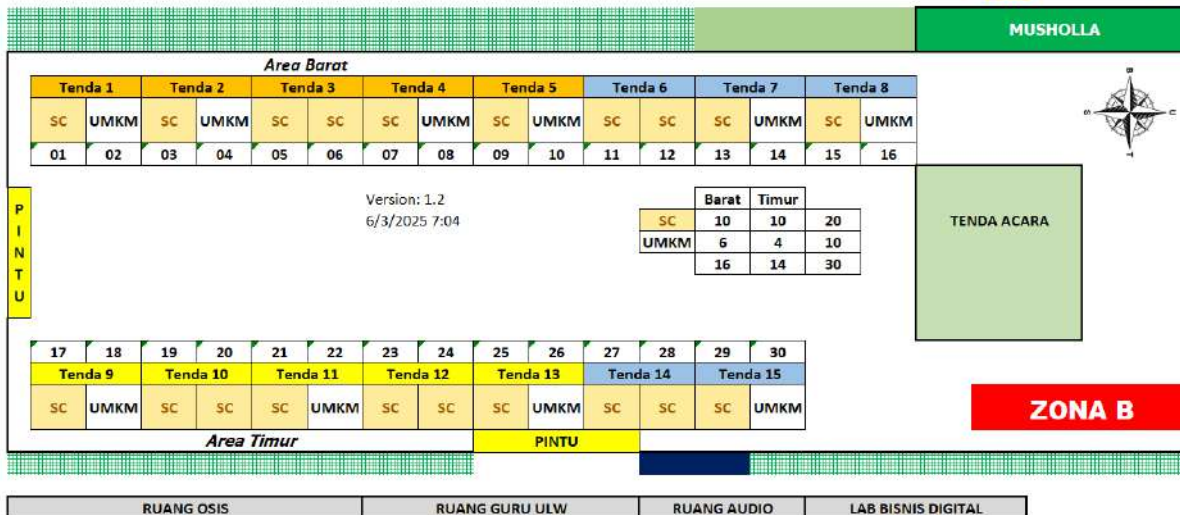 MUSHOLLA
Area Barat
Tenda 1 Tenda 2 Tenda 3 Tenda 4 Tenda 5 Tenda 6 Tenda 7 Tenda 8
SC UMKM SC UMKM SC SC SC UMKM SC UMKM SC SC SC UMKM SC UMKM
01 02 03 04 05 06 07 08 09 10 11 12 13 14 15 16
B
U
S
T
PINTU
Version: 1.2
6/3/2025 7:04
Barat Timur
SC 10 10 20
UMKM 6 4 10
16 14 30
TENDA ACARA
17 18 19 20 21 22 23 24 25 26 27 28 29 30
Tenda 9 Tenda 10 Tenda 11 Tenda 12 Tenda 13 Tenda 14 Tenda 15
SC UMKM SC SC SC UMKM SC SC SC UMKM SC SC SC UMKM
ZONA B
Area Timur PINTU
RUANG OSIS RUANG GURU ULW RUANG AUDIO LAB BISNIS DIGITAL